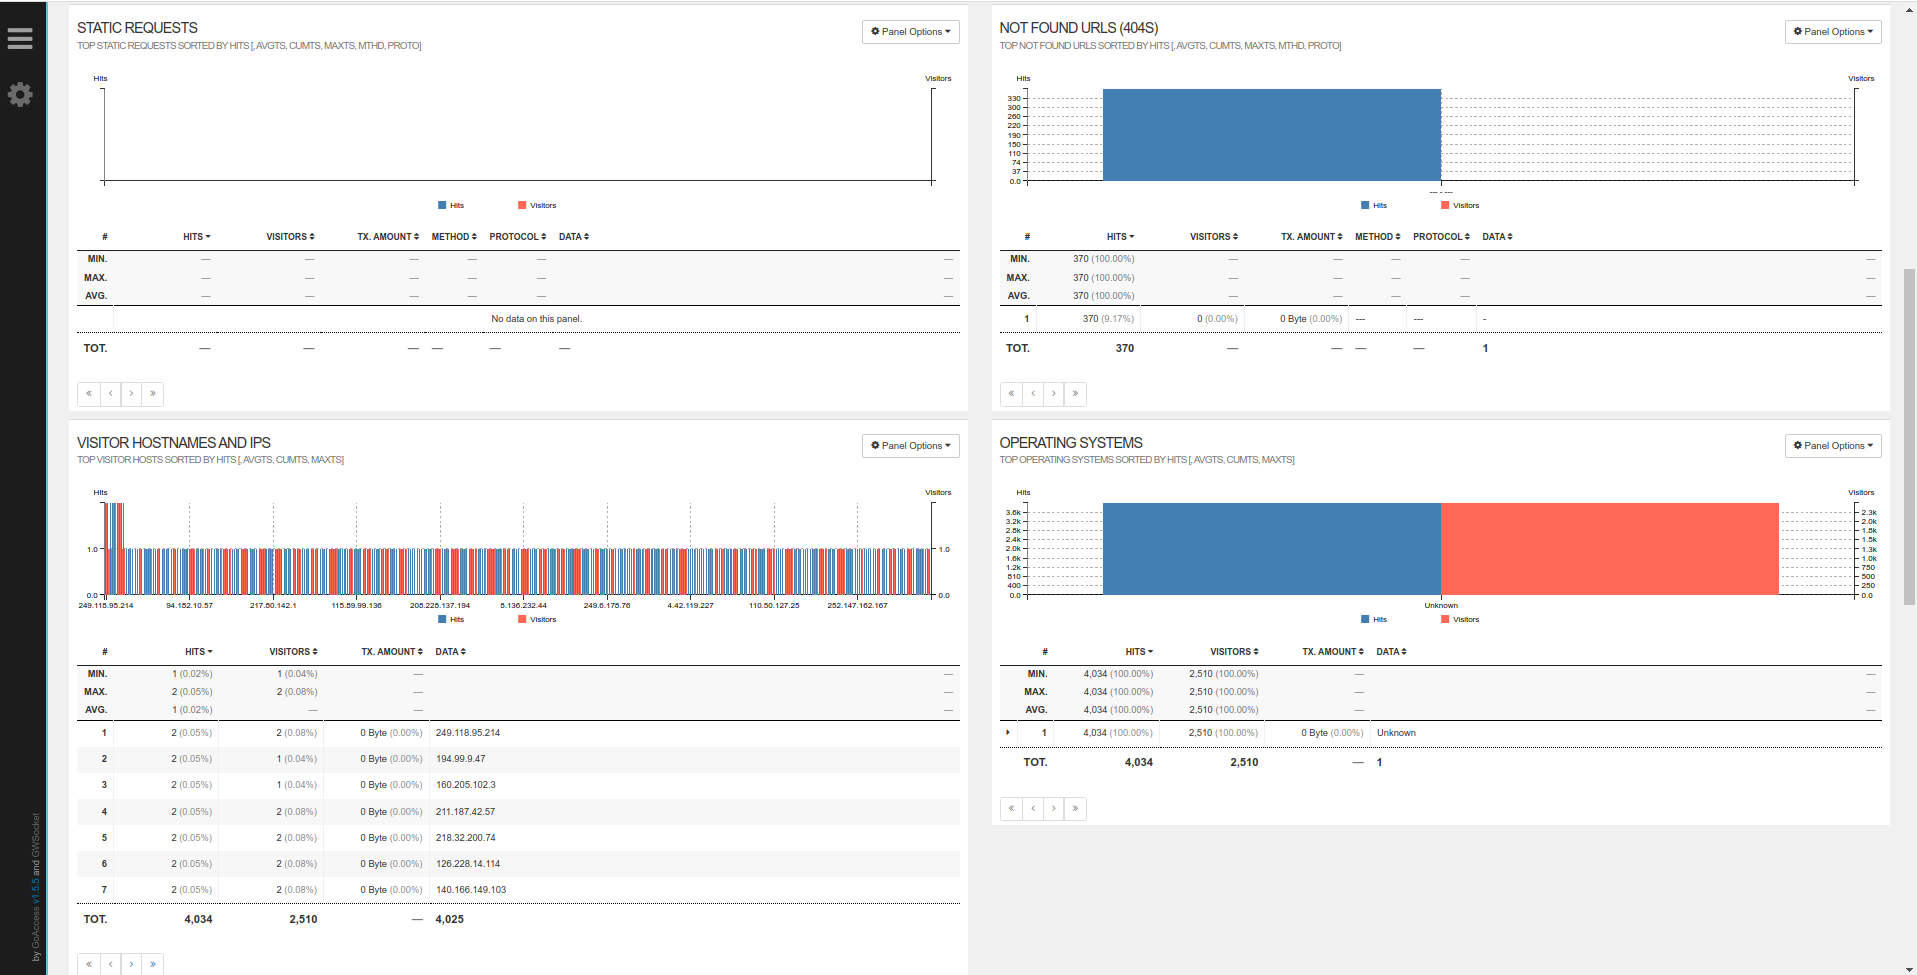 STATIC REQUESTS
Panel Options
TOP STATIC REQUESTS SORTED BY HITS [, AVGTS, CUMTS, MAXTS, MTHD, PROTO]
Hits
Visitors
Hits Visitors
# HITS VISITORS TX. AMOUNT METHOD PROTOCOL DATA
MIN. — — — — — —
MAX. — — — — — —
AVG. — — — — — —
No data on this panel.
TOT. — — — — — —
« ‹ › »
NOT FOUND URLS (404S)
Panel Options
TOP NOT FOUND URLS SORTED BY HITS [, AVGTS, CUMTS, MAXTS, MTHD, PROTO]
Hits
Visitors
330
300
260
220
190
150
110
74
37
0.0
--- - ---
Hits Visitors
# HITS VISITORS TX. AMOUNT METHOD PROTOCOL DATA
MIN. 370 (100.00%) — — — — —
MAX. 370 (100.00%) — — — — —
AVG. 370 (100.00%) — — — — —
1 370 (9.17%) 0 (0.00%) 0 Byte (0.00%) --- --- -
TOT. 370 — — — — 1
« ‹ › »
VISITOR HOSTNAMES AND IPS
Panel Options
TOP VISITOR HOSTS SORTED BY HITS [, AVGTS, CUMTS, MAXTS]
Hits
Visitors
1.0 1.0
0.0 0.0
249.118.95.214 94.152.10.57 217.50.142.1 115.89.99.136 208.225.137.194 5.136.232.44 249.6.178.76 4.42.119.227 110.50.127.25 252.147.162.167
Hits Visitors
# HITS VISITORS TX. AMOUNT DATA
MIN. 1 (0.02%) 1 (0.04%) — —
MAX. 2 (0.05%) 2 (0.08%) — —
AVG. 1 (0.02%) — — —
1 2 (0.05%) 2 (0.08%) 0 Byte (0.00%) 249.118.95.214
2 2 (0.05%) 1 (0.04%) 0 Byte (0.00%) 194.99.9.47
3 2 (0.05%) 1 (0.04%) 0 Byte (0.00%) 160.205.102.3
4 2 (0.05%) 2 (0.08%) 0 Byte (0.00%) 211.187.42.57
5 2 (0.05%) 2 (0.08%) 0 Byte (0.00%) 218.32.200.74
6 2 (0.05%) 2 (0.08%) 0 Byte (0.00%) 126.228.14.114
7 2 (0.05%) 2 (0.08%) 0 Byte (0.00%) 140.166.149.103
TOT. 4,034 2,510 — 4,025
« ‹ › »
OPERATING SYSTEMS
Panel Options
TOP OPERATING SYSTEMS SORTED BY HITS [, AVGTS, CUMTS, MAXTS]
Hits
Visitors
3.6k 2.3k
3.2k 2.0k
2.8k 1.8k
2.4k 1.5k
2.0k 1.3k
1.6k 1.0k
1.2k 750
810 500
400 250
0.0 0.0
Unknown
Hits Visitors
# HITS VISITORS TX. AMOUNT DATA
MIN. 4,034 (100.00%) 2,510 (100.00%) — —
MAX. 4,034 (100.00%) 2,510 (100.00%) — —
AVG. 4,034 (100.00%) 2,510 (100.00%) — —
1 4,034 (100.00%) 2,510 (100.00%) 0 Byte (0.00%) Unknown
TOT. 4,034 2,510 — 1
« ‹ › »
by GoAccess v1.5.5 and GWSocket